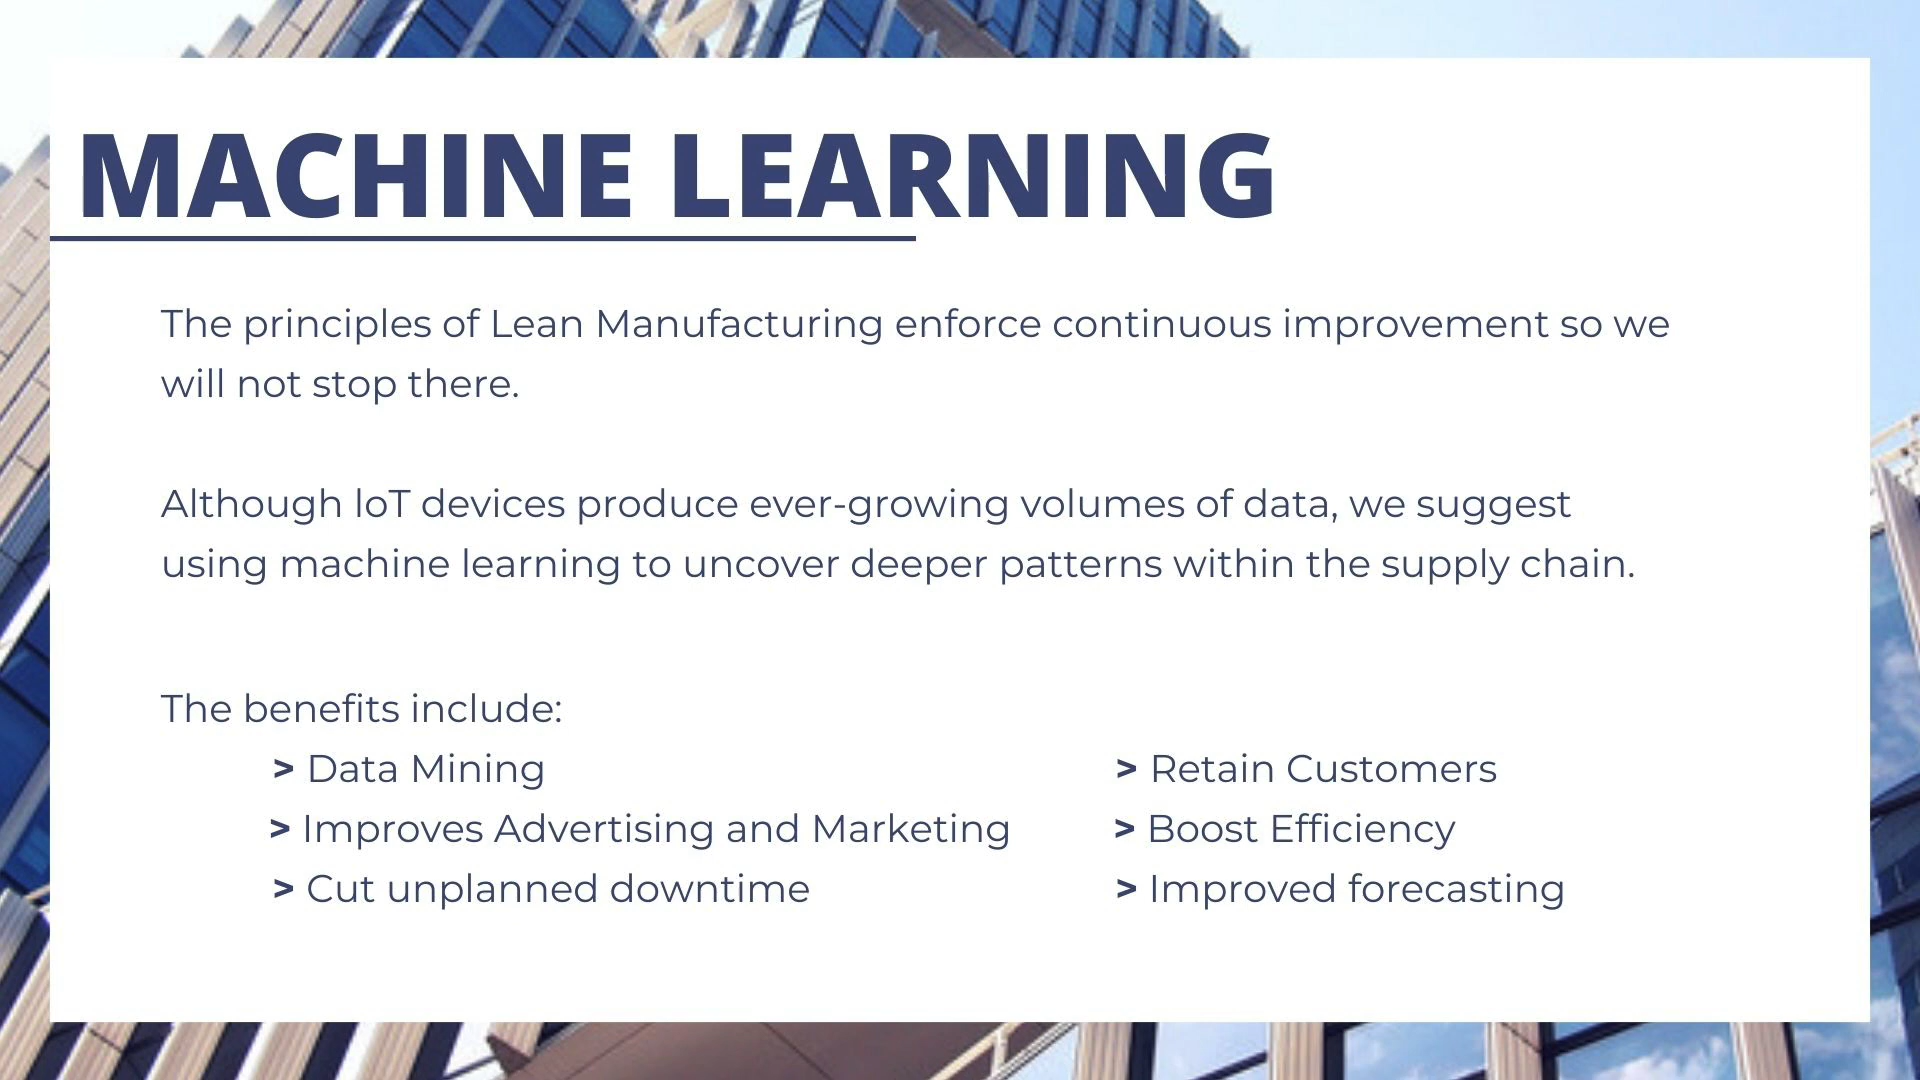 MACHINE LEARNING
The principles of Lean Manufacturing enforce continuous improvement so we
will not stop there.
Although loT devices produce ever-growing volumes of data, we suggest
using machine learning to uncover deeper patterns within the supply chain.
The benefits include:
> Data Mining
> Improves Advertising and Marketing
> Cut unplanned downtime
> Retain Customers
> Boost Efficiency
> Improved forecasting